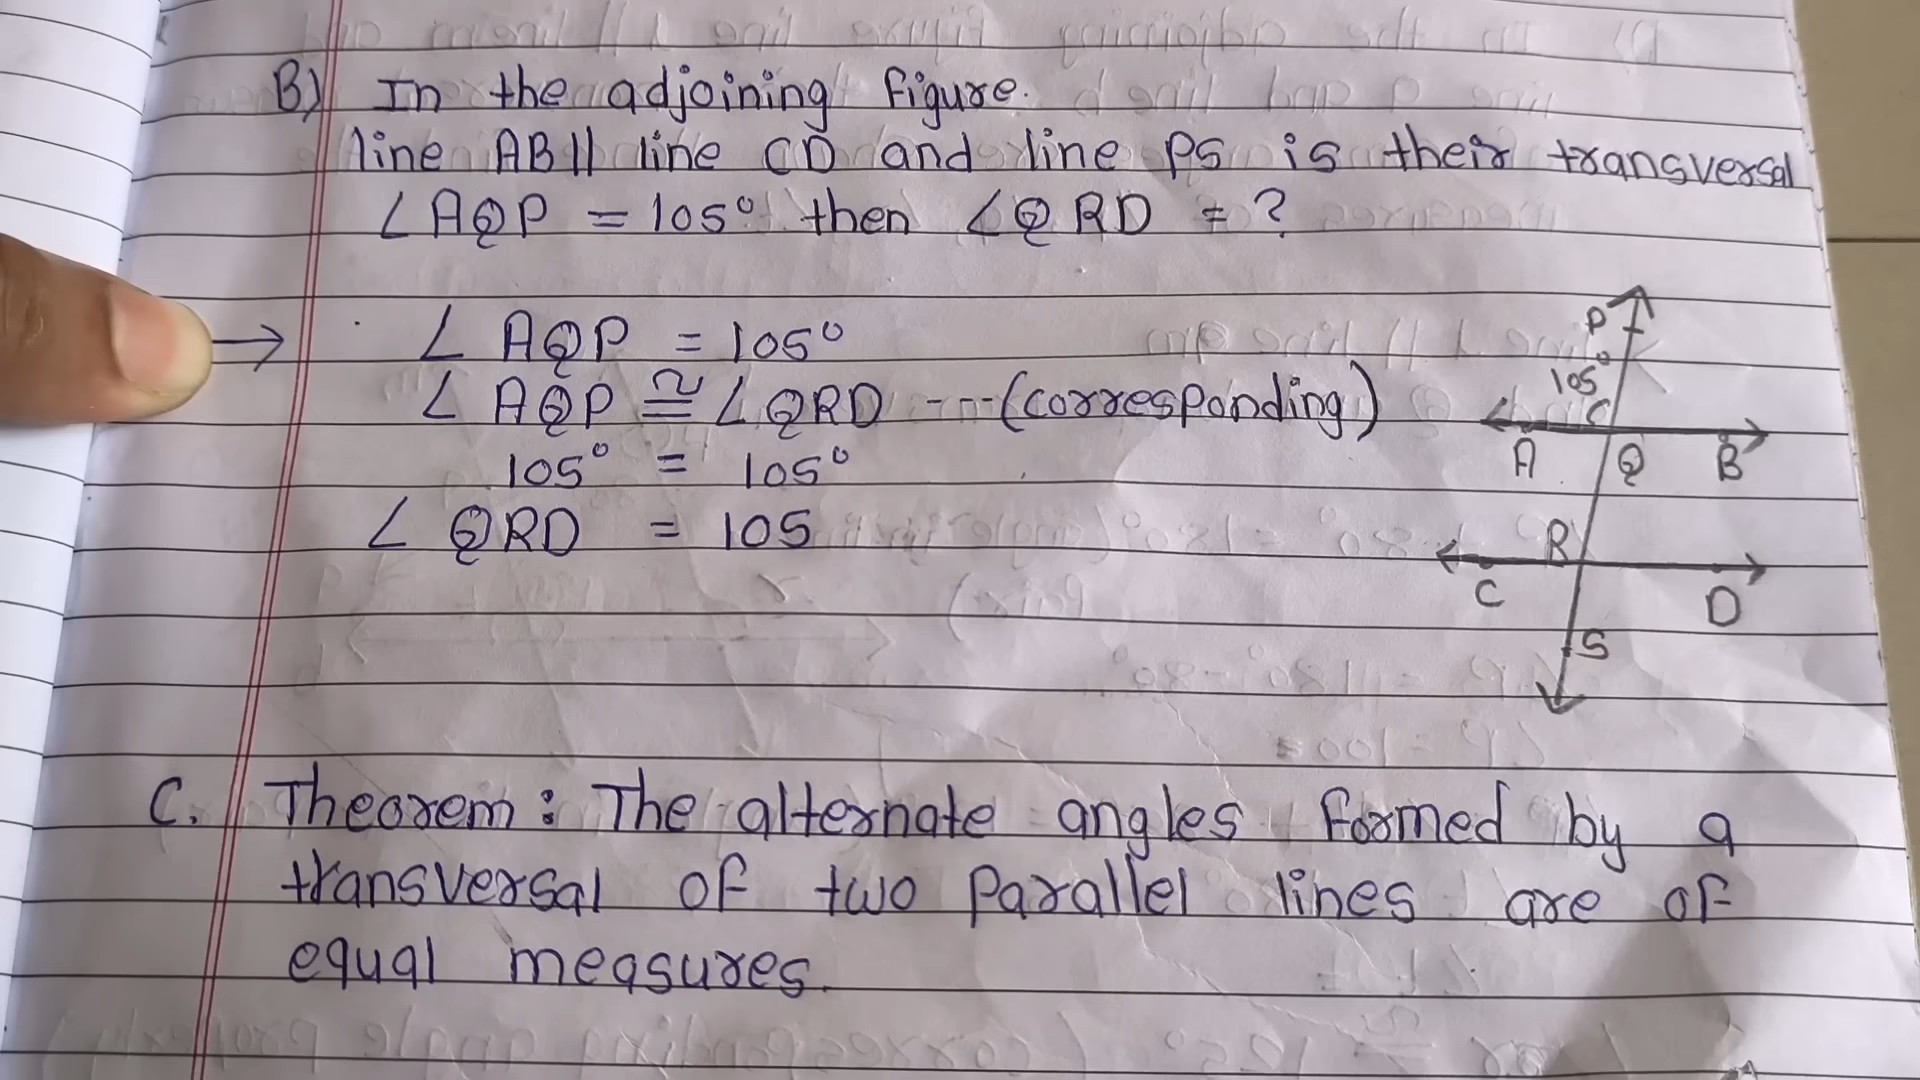 B) In the adjoining figure.
line AB || line CD and line PS is their transversal
∠AQP = 105° then ∠QRD = ?
→ ∠AQP = 105°
∠AQP ≅ ∠QRD ---(corresponding)
105° = 105°
∠QRD = 105
P
105°
A Q B
R
C D
S
C. Theorem: The alternate angles formed by a
transversal of two parallel lines are of
equal measures.